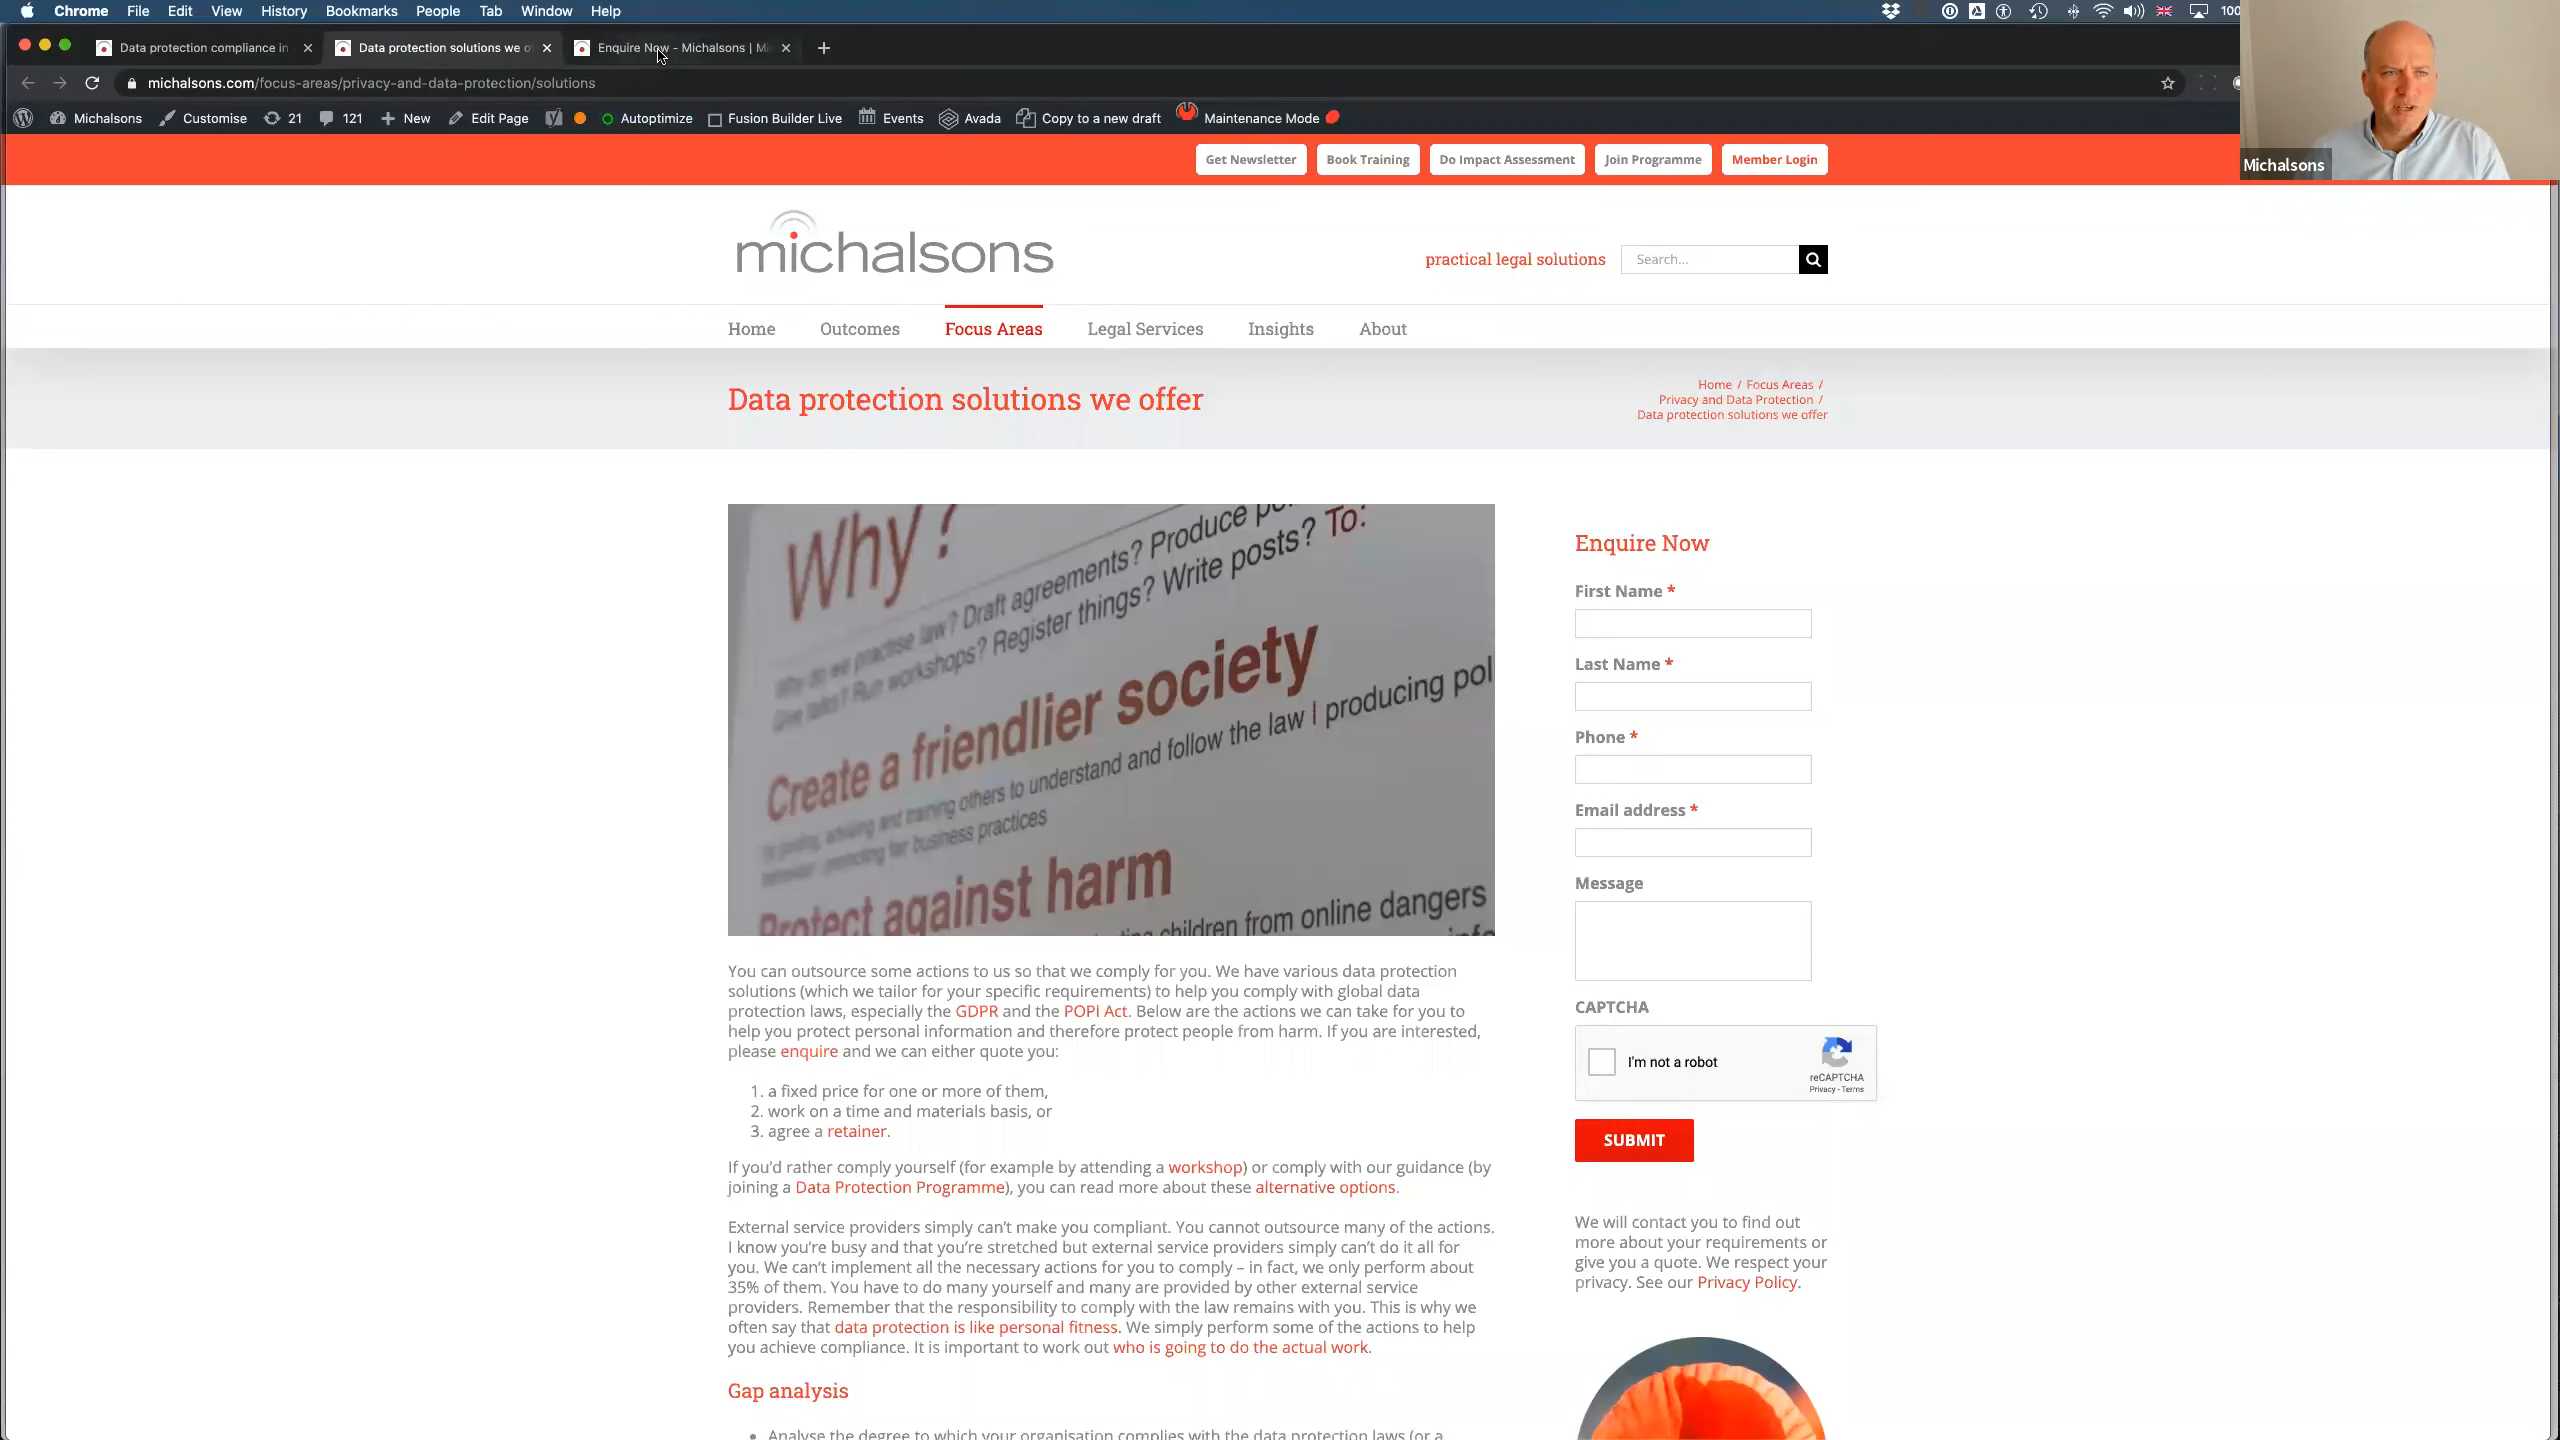 Chrome File Edit View History Bookmarks People Tab Window Help
Data protection compliance in
Data protection solutions we o
Enquire Now - Michalsons | Mi
michalsons.com/focus-areas/privacy-and-data-protection/solutions
Michalsons Customise 21 121 New Edit Page Autoptimize Fusion Builder Live Events Avada Copy to a new draft Maintenance Mode
Michalsons
Get Newsletter Book Training Do Impact Assessment Join Programme Member Login
michalsons
practical legal solutions Search...
Home Outcomes Focus Areas Legal Services Insights About
Data protection solutions we offer
Home / Focus Areas /
Privacy and Data Protection /
Data protection solutions we offer
Why?
Why do we practise law? Draft agreements? Produce po
Give talks? Run workshops? Register things? Write posts? To:
Create a friendlier society
training others to understand and follow the law | producing pol
for business practices
Protect against harm
children from online dangers
You can outsource some actions to us so that we comply for you. We have various data protection
solutions (which we tailor for your specific requirements) to help you comply with global data
protection laws, especially the GDPR and the POPI Act. Below are the actions we can take for you to
help you protect personal information and therefore protect people from harm. If you are interested,
please enquire and we can either quote you:
1. a fixed price for one or more of them,
2. work on a time and materials basis, or
3. agree a retainer.
If you'd rather comply yourself (for example by attending a workshop) or comply with our guidance (by
joining a Data Protection Programme), you can read more about these alternative options.
External service providers simply can't make you compliant. You cannot outsource many of the actions.
I know you're busy and that you're stretched but external service providers simply can't do it all for
you. We can't implement all the necessary actions for you to comply – in fact, we only perform about
35% of them. You have to do many yourself and many are provided by other external service
providers. Remember that the responsibility to comply with the law remains with you. This is why we
often say that data protection is like personal fitness. We simply perform some of the actions to help
you achieve compliance. It is important to work out who is going to do the actual work.
Gap analysis
• Analyse the degree to which your organisation complies with the data protection laws (or a
Enquire Now
First Name *
Last Name *
Phone *
Email address *
Message
CAPTCHA
I'm not a robot
reCAPTCHA
Privacy - Terms
SUBMIT
We will contact you to find out
more about your requirements or
give you a quote. We respect your
privacy. See our Privacy Policy.